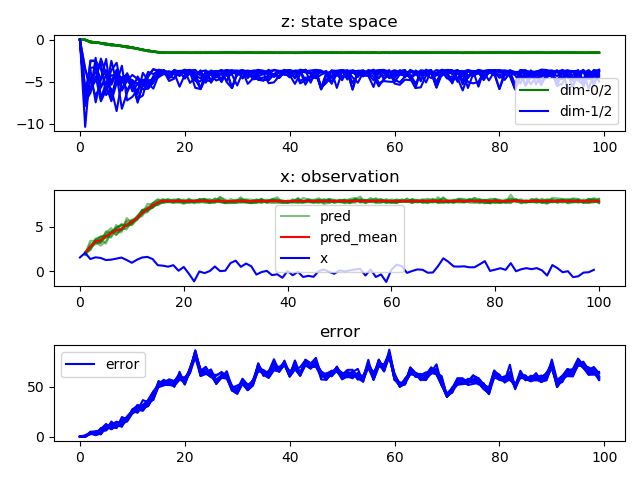 z: state space
0
−5
−10
dim-0/2
dim-1/2
0 20 40 60 80 100
x: observation
5
0
pred
pred_mean
x
0 20 40 60 80 100
error
50
0
error
0 20 40 60 80 100